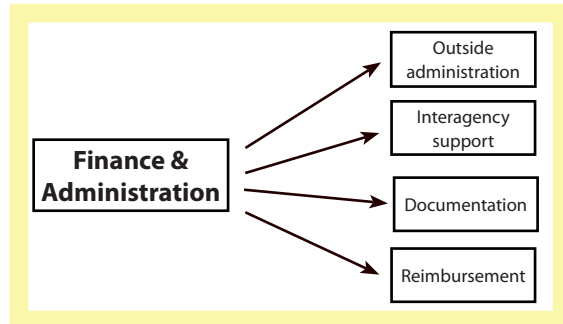 Outside
administration
Interagency
support
Finance &
Administration
Documentation
Reimbursement